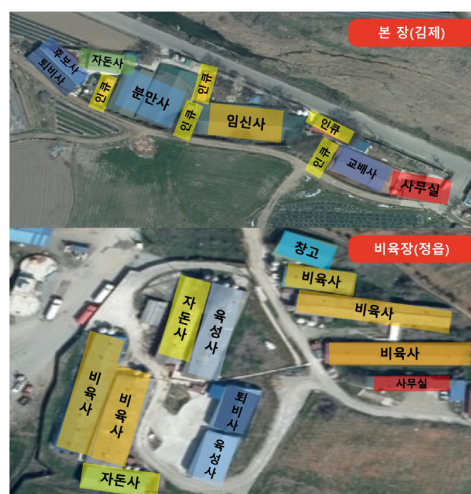 본 장(김제)
후보사
퇴비사
자돈사
인큐
분만사
인큐
인큐
임신사
인큐
인큐
교배사
사무실
비육장(정읍)
창고
비육사
비육사
비육사
사무실
자돈사
육성사
비육사
비육사
퇴비사
육성사
자돈사